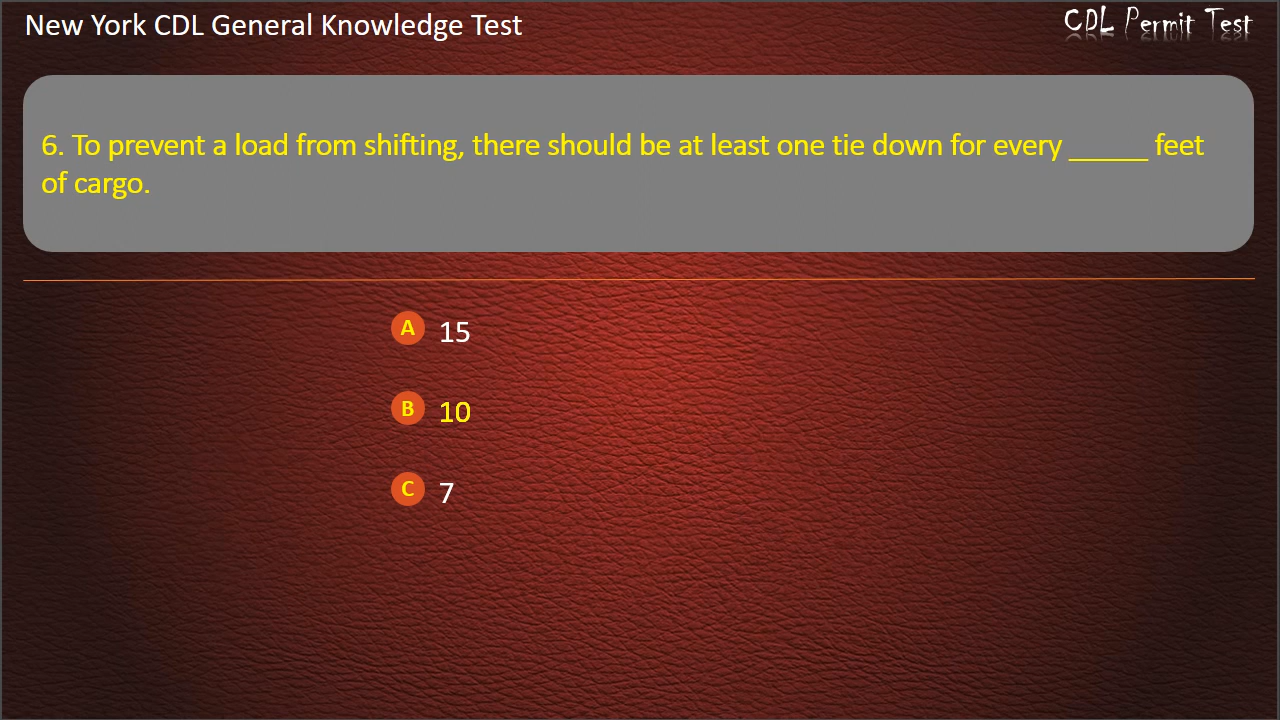 New York CDL General Knowledge Test
CDL Permit Test
6. To prevent a load from shifting, there should be at least one tie down for every _____ feet
of cargo.
A 15
B 10
C 7